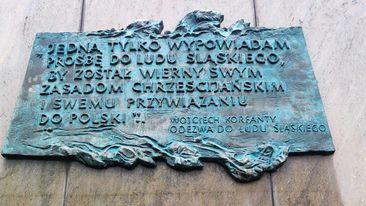 "JEDNĄ TYLKO WYPOWIADAM
PROŚBĘ DO LUDU ŚLĄSKIEGO,
BY ZOSTAŁ WIERNY SWYM
ZASADOM CHRZEŚCIJAŃSKIM
I SWEMU PRZYWIĄZANIU
DO POLSKI".
WOJCIECH KORFANTY
ODEZWA DO LUDU ŚLĄSKIEGO